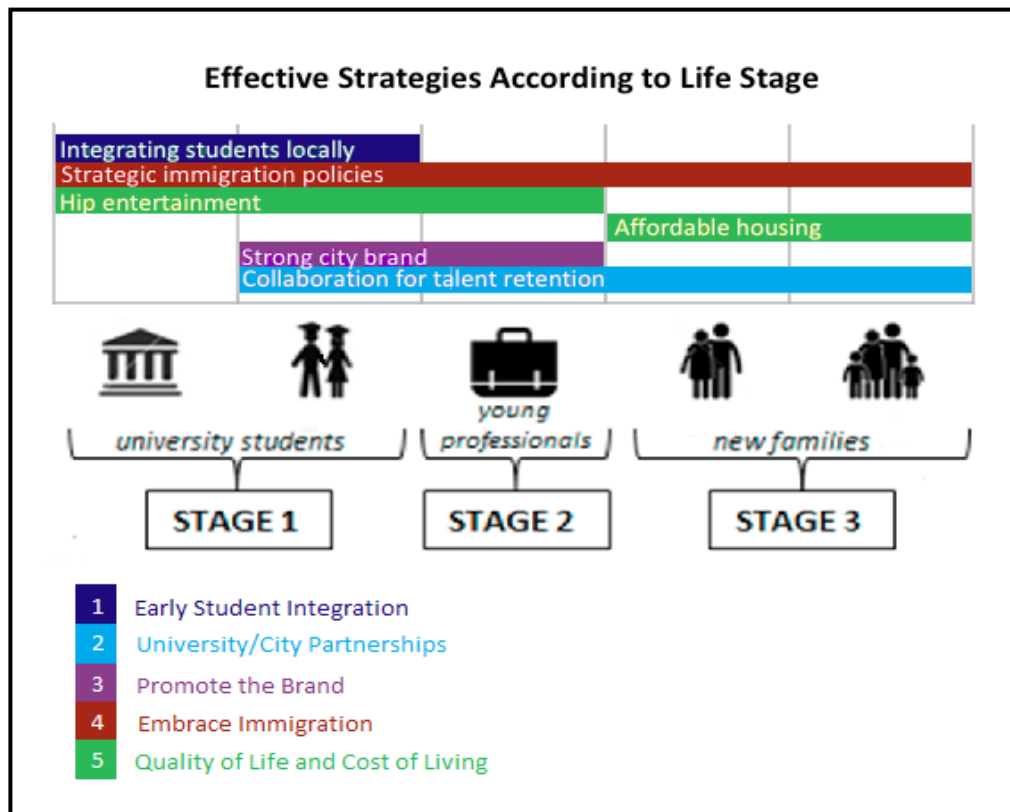 Effective Strategies According to Life Stage
Integrating students locally
Strategic immigration policies
Hip entertainment
Affordable housing
Strong city brand
Collaboration for talent retention
university students
young
professionals
new families
STAGE 1
STAGE 2
STAGE 3
1 Early Student Integration
2 University/City Partnerships
3 Promote the Brand
4 Embrace Immigration
5 Quality of Life and Cost of Living